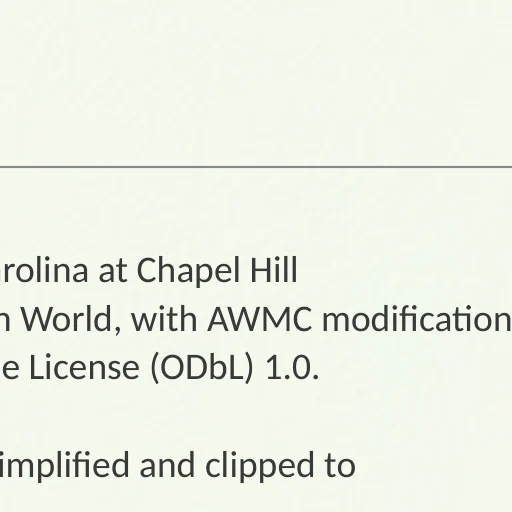 rolina at Chapel Hill
World, with AWMC modification
e License (ODbL) 1.0.
implified and clipped to